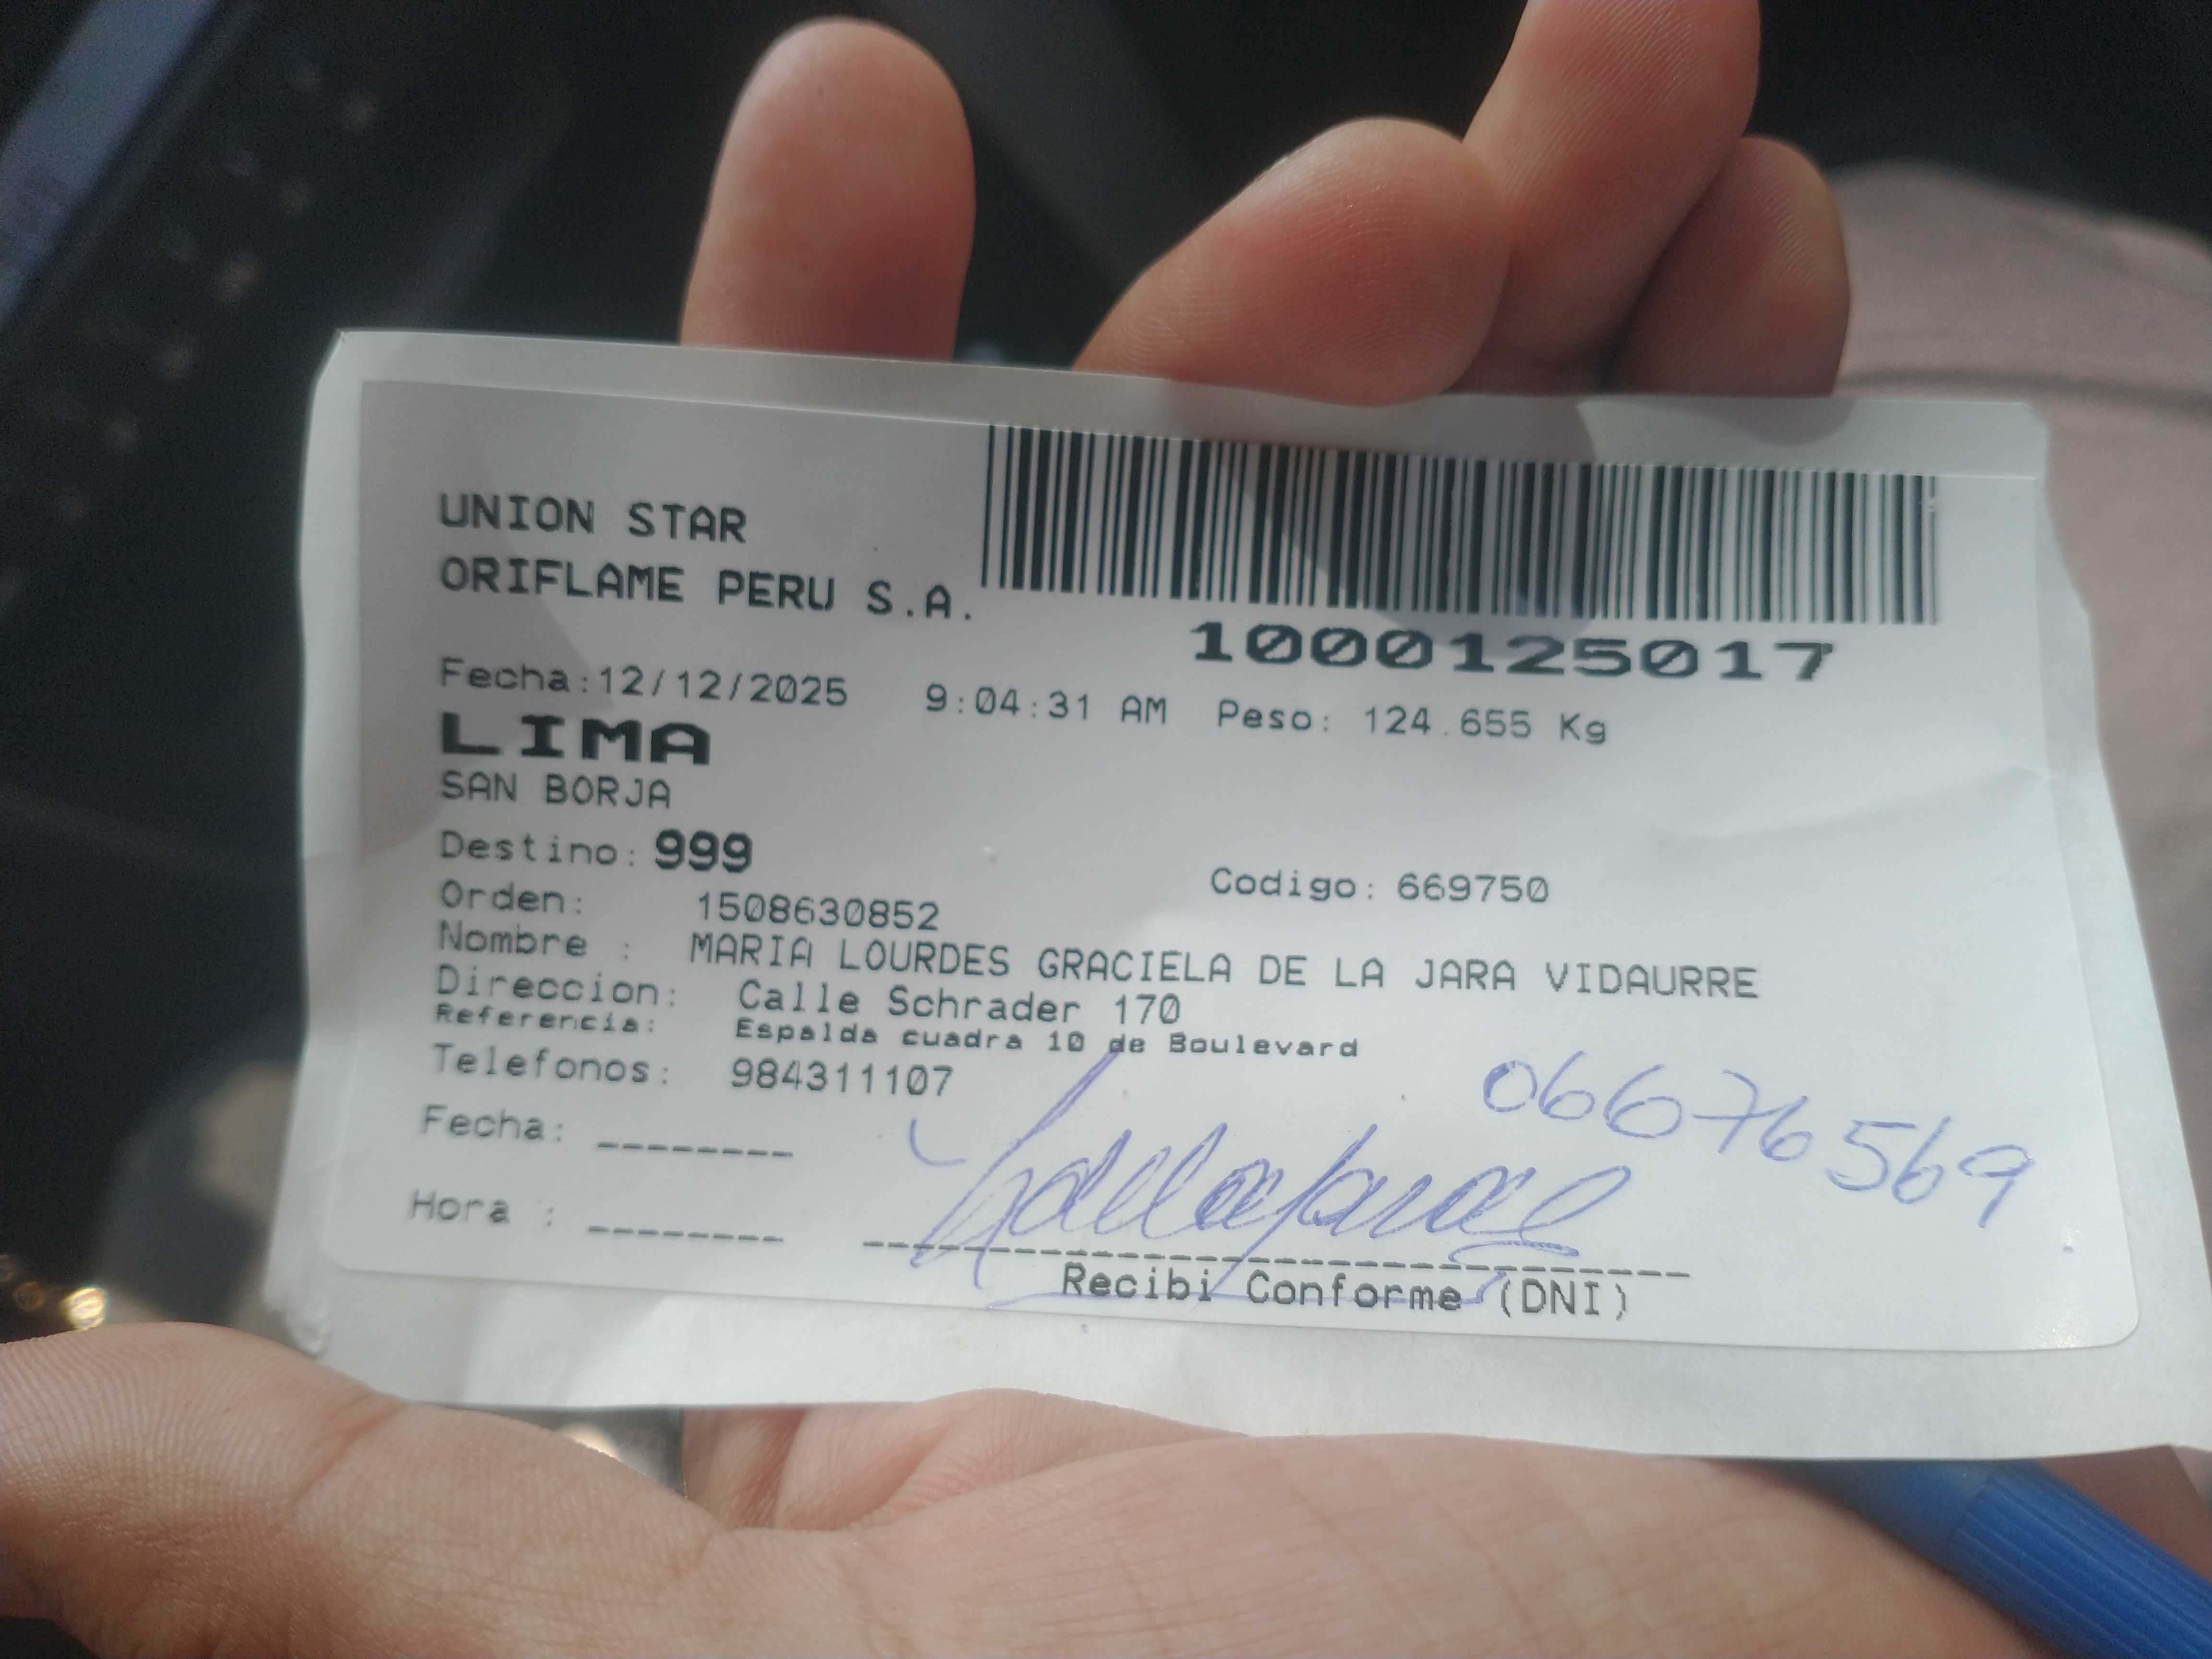 UNION STAR
ORIFLAME PERU S.A.
1000125017
Fecha:12/12/2025 9:04:31 AM Peso: 124.655 Kg
LIMA
SAN BORJA
Destino: 999
Codigo: 669750
Orden: 1508630852
Nombre : MARIA LOURDES GRACIELA DE LA JARA VIDAURRE
Direccion: Calle Schrader 170
Referencia: Espalda cuadra 10 de Boulevard
Telefonos: 984311107
06676569
Fecha: --------
Hora : --------
Recibi Conforme (DNI)